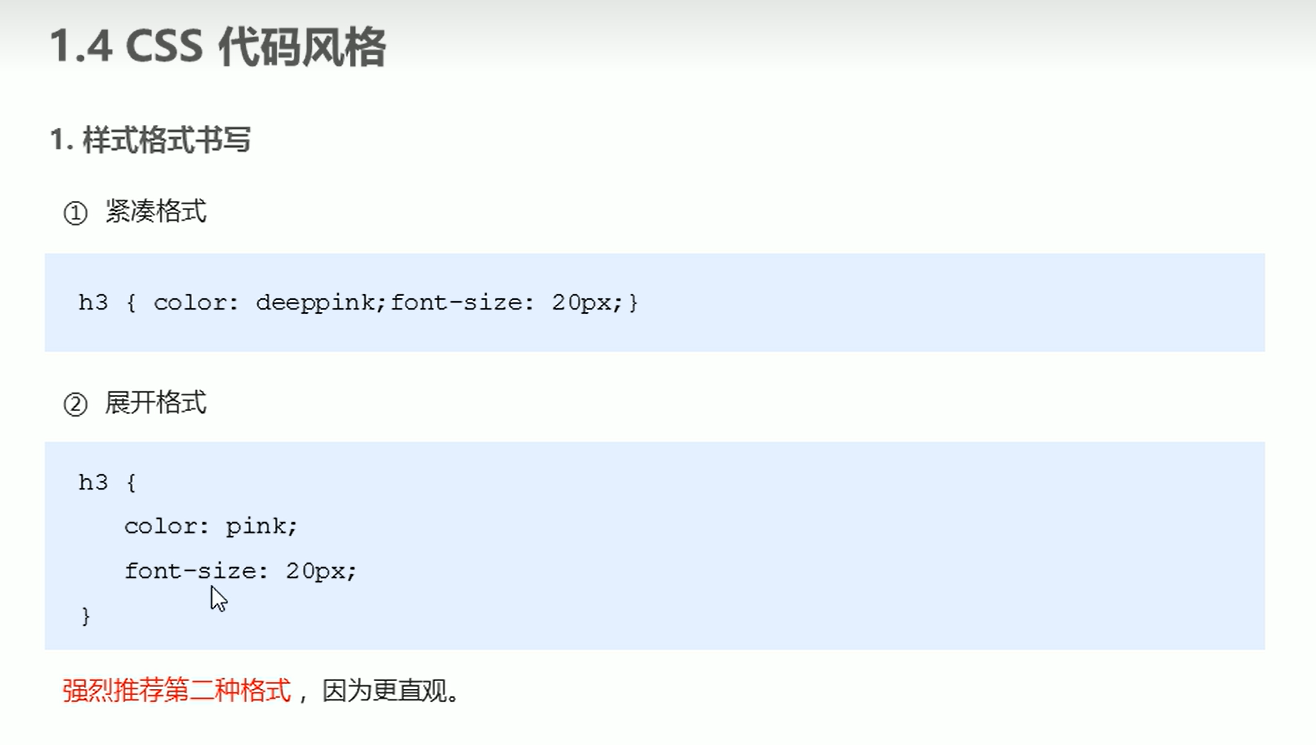 1.4 CSS 代码风格
1. 样式格式书写
① 紧凑格式
h3 { color: deeppink;font-size: 20px;}
② 展开格式
h3 {
color: pink;
font-size: 20px;
}
强烈推荐第二种格式，因为更直观。